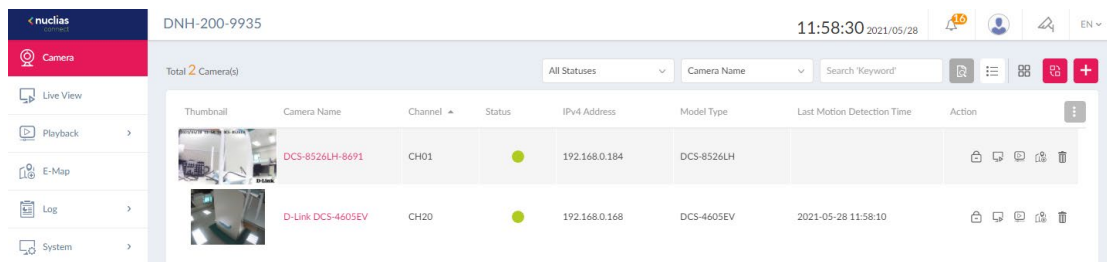 nuclias
connect
DNH-200-9935
11:58:30 2021/05/28
16
EN
Camera
Live View
Playback
E-Map
Log
System
Total 2 Camera(s)
All Statuses
Camera Name
Search 'Keyword'
Thumbnail Camera Name Channel Status IPv4 Address Model Type Last Motion Detection Time Action
D-Link
DCS-8526LH-8691 CH01 192.168.0.184 DCS-8526LH
D-Link DCS-4605EV CH20 192.168.0.168 DCS-4605EV 2021-05-28 11:58:10